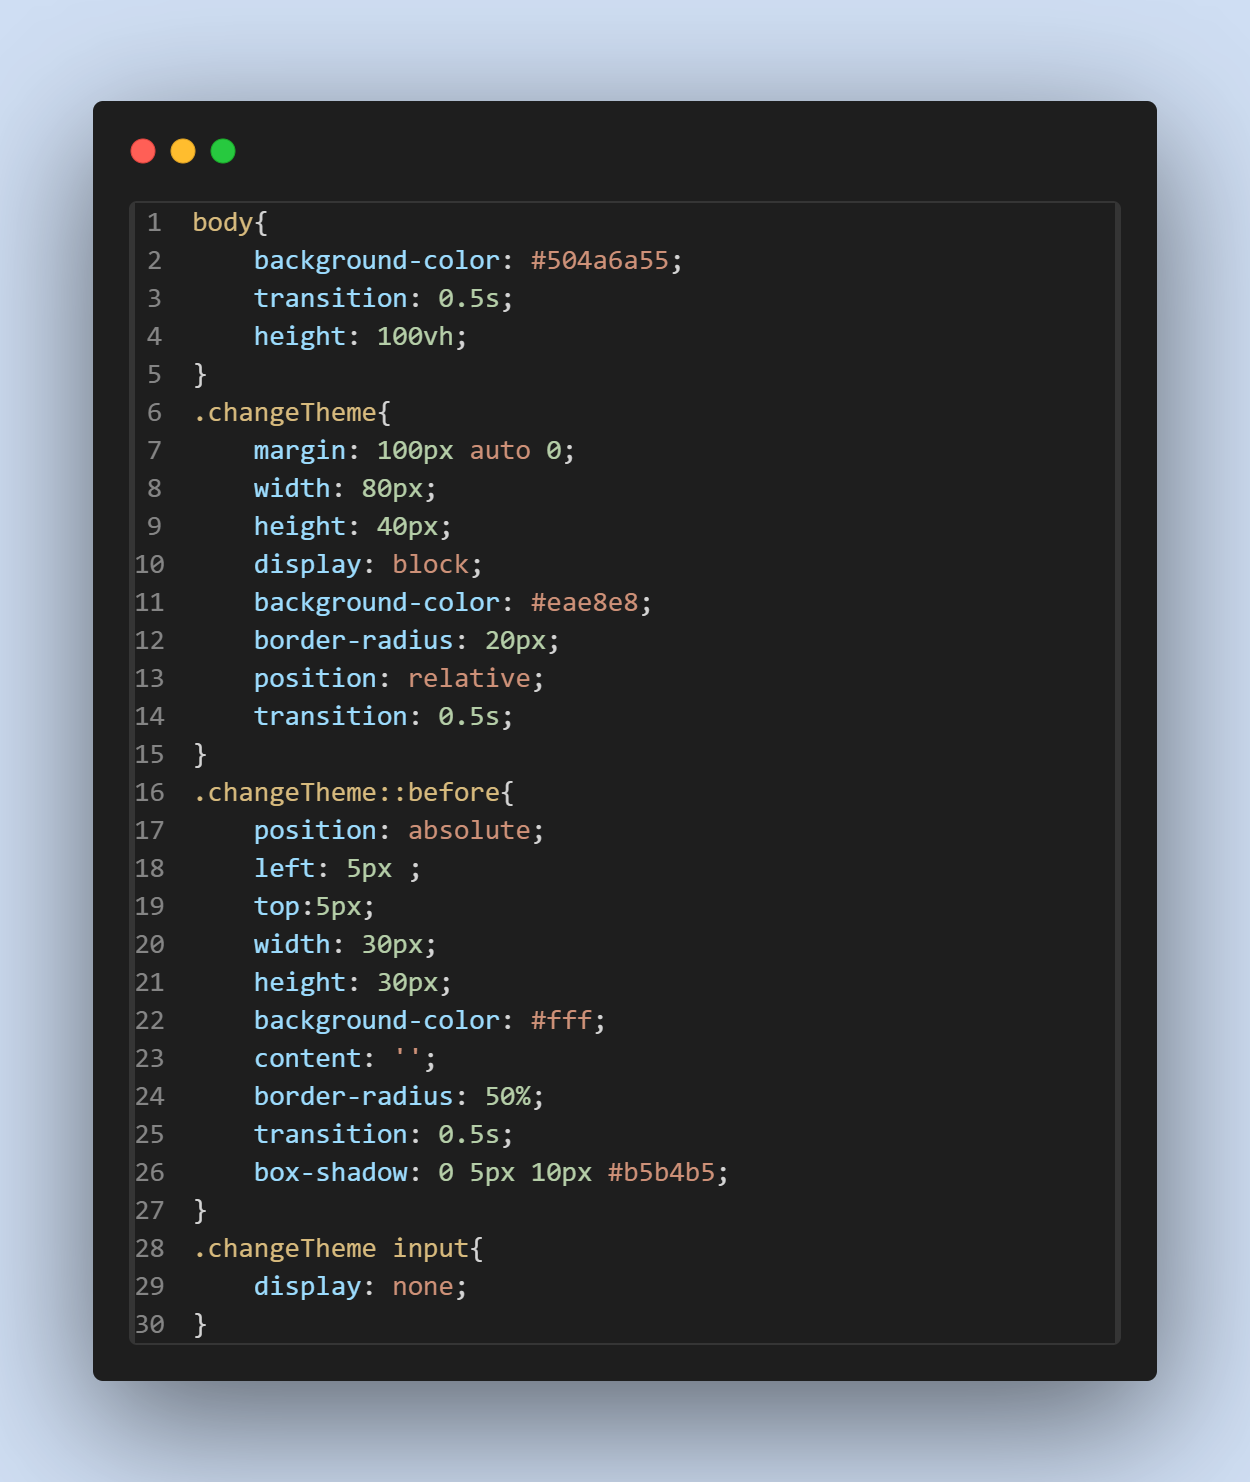 1 body{
2     background-color: #504a6a55;
3     transition: 0.5s;
4     height: 100vh;
5 }
6 .changeTheme{
7     margin: 100px auto 0;
8     width: 80px;
9     height: 40px;
10     display: block;
11     background-color: #eae8e8;
12     border-radius: 20px;
13     position: relative;
14     transition: 0.5s;
15 }
16 .changeTheme::before{
17     position: absolute;
18     left: 5px ;
19     top:5px;
20     width: 30px;
21     height: 30px;
22     background-color: #fff;
23     content: '';
24     border-radius: 50%;
25     transition: 0.5s;
26     box-shadow: 0 5px 10px #b5b4b5;
27 }
28 .changeTheme input{
29     display: none;
30 }